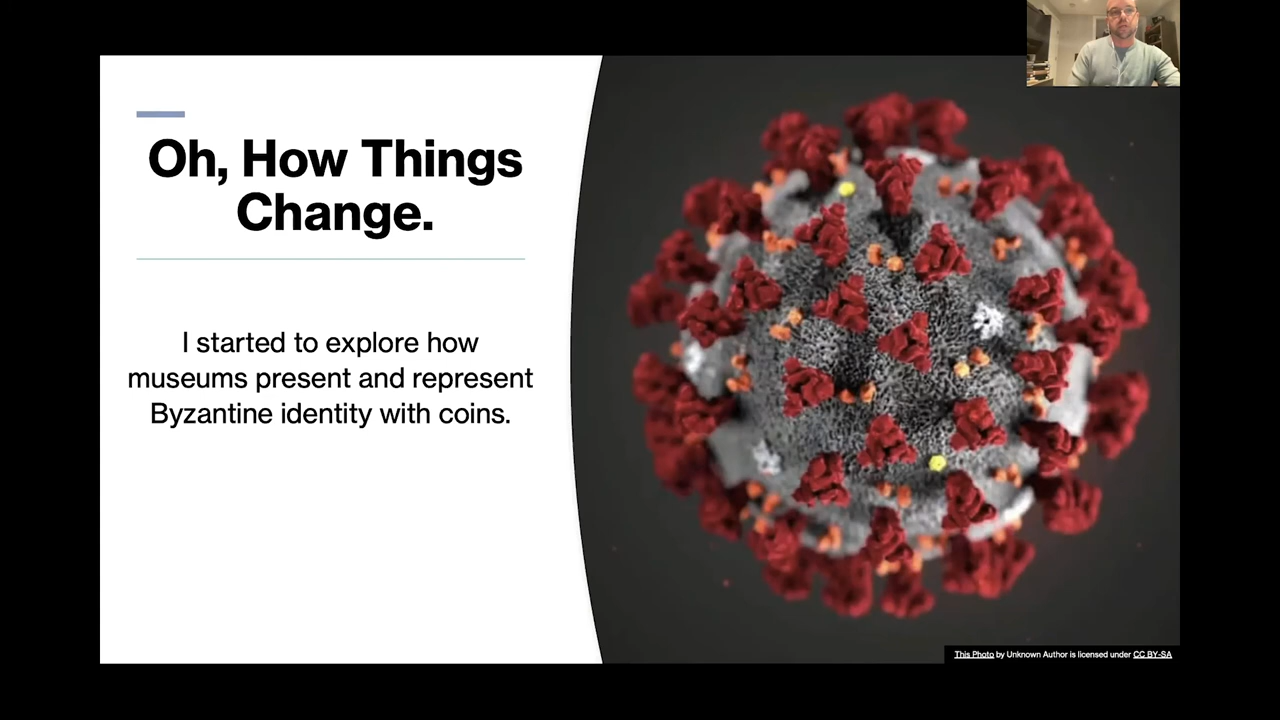 Oh, How Things
Change.
I started to explore how
museums present and represent
Byzantine identity with coins.
This Photo by Unknown Author is licensed under CC BY-SA